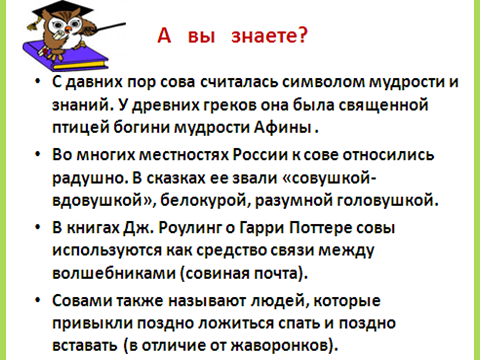 А вы знаете?
• С давних пор сова считалась символом мудрости и
знаний. У древних греков она была священной
птицей богини мудрости Афины .
• Во многих местностях России к сове относились
радушно. В сказках ее звали «совушкой-
вдовушкой», белокурой, разумной головушкой.
• В книгах Дж. Роулинг о Гарри Поттере совы
используются как средство связи между
волшебниками (совиная почта).
• Совами также называют людей, которые
привыкли поздно ложиться спать и поздно
вставать (в отличие от жаворонков).